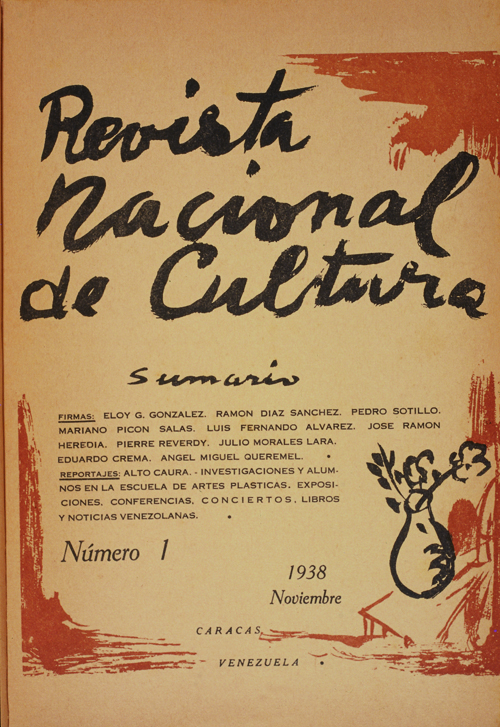 Revista
Nacional
de Cultura
Sumario
FIRMAS: ELOY G. GONZALEZ. RAMON DIAZ SANCHEZ. PEDRO SOTILLO.
MARIANO PICON SALAS. LUIS FERNANDO ALVAREZ. JOSE RAMON
HEREDIA. PIERRE REVERDY. JULIO MORALES LARA.
EDUARDO CREMA. ANGEL MIGUEL QUEREMEL. •
REPORTAJES: ALTO CAURA. - INVESTIGACIONES Y ALUM-
NOS EN LA ESCUELA DE ARTES PLASTICAS, EXPOSI-
CIONES, CONFERENCIAS, CONCIERTOS, LIBROS
Y NOTICIAS VENEZOLANAS. •
Número 1
1938
Noviembre
CARACAS,
VENEZUELA •